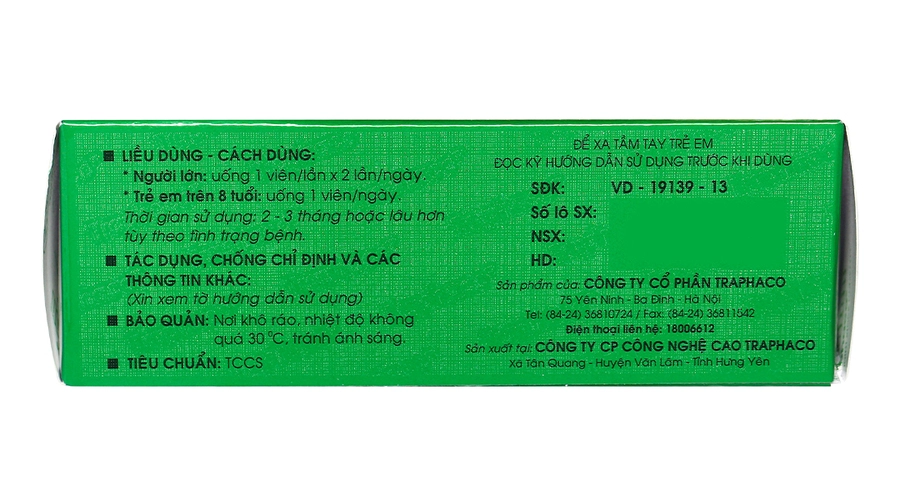 ■ LIỀU DÙNG - CÁCH DÙNG:
* Người lớn: uống 1 viên/lần x 2 lần/ngày.
* Trẻ em trên 8 tuổi: uống 1 viên/ngày.
Thời gian sử dụng: 2 - 3 tháng hoặc lâu hơn
tùy theo tình trạng bệnh.
■ TÁC DỤNG, CHỐNG CHỈ ĐỊNH VÀ CÁC
THÔNG TIN KHÁC:
(Xin xem tờ hướng dẫn sử dụng)
■ BẢO QUẢN: Nơi khô ráo, nhiệt độ không
quá 30 °C, tránh ánh sáng.
■ TIÊU CHUẨN: TCCS
ĐỂ XA TẦM TAY TRẺ EM
ĐỌC KỸ HƯỚNG DẪN SỬ DỤNG TRƯỚC KHI DÙNG
SĐK: VD - 19139 - 13
Số lô SX:
NSX:
HD:
Sản phẩm của: CÔNG TY CỔ PHẦN TRAPHACO
75 Yên Ninh - Ba Đình - Hà Nội
Tel: (84-24) 36810724 / Fax: (84-24) 36811542
Điện thoại liên hệ: 18006612
Sản xuất tại: CÔNG TY CP CÔNG NGHỆ CAO TRAPHACO
Xã Tân Quang - Huyện Văn Lâm - Tỉnh Hưng Yên